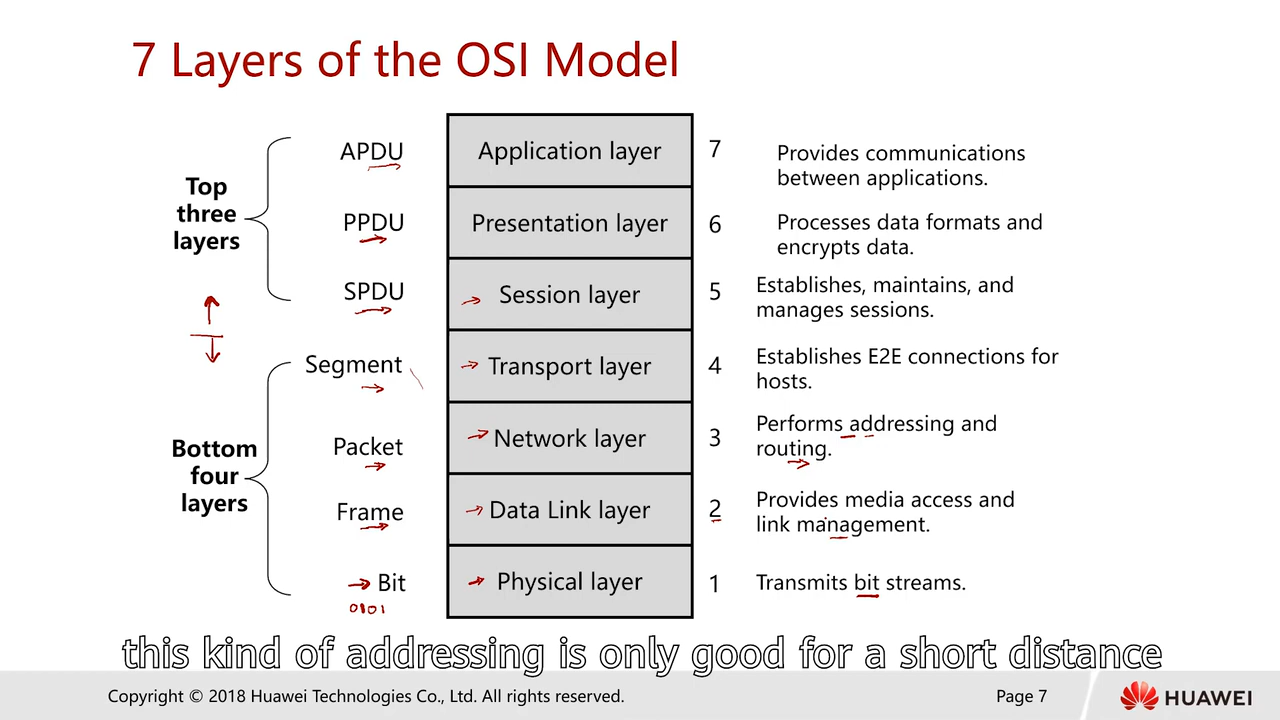 7 Layers of the OSI Model
Top
three
layers
APDU
Application layer
7
Provides communications
between applications.
PPDU
Presentation layer
6
Processes data formats and
encrypts data.
SPDU
Session layer
5
Establishes, maintains, and
manages sessions.
Bottom
four
layers
Segment
Transport layer
4
Establishes E2E connections for
hosts.
Packet
Network layer
3
Performs addressing and
routing.
Frame
Data Link layer
2
Provides media access and
link management.
Bit
0101
Physical layer
1
Transmits bit streams.
this kind of addressing is only good for a short distance
Copyright © 2018 Huawei Technologies Co., Ltd. All rights reserved.
Page 7
HUAWEI